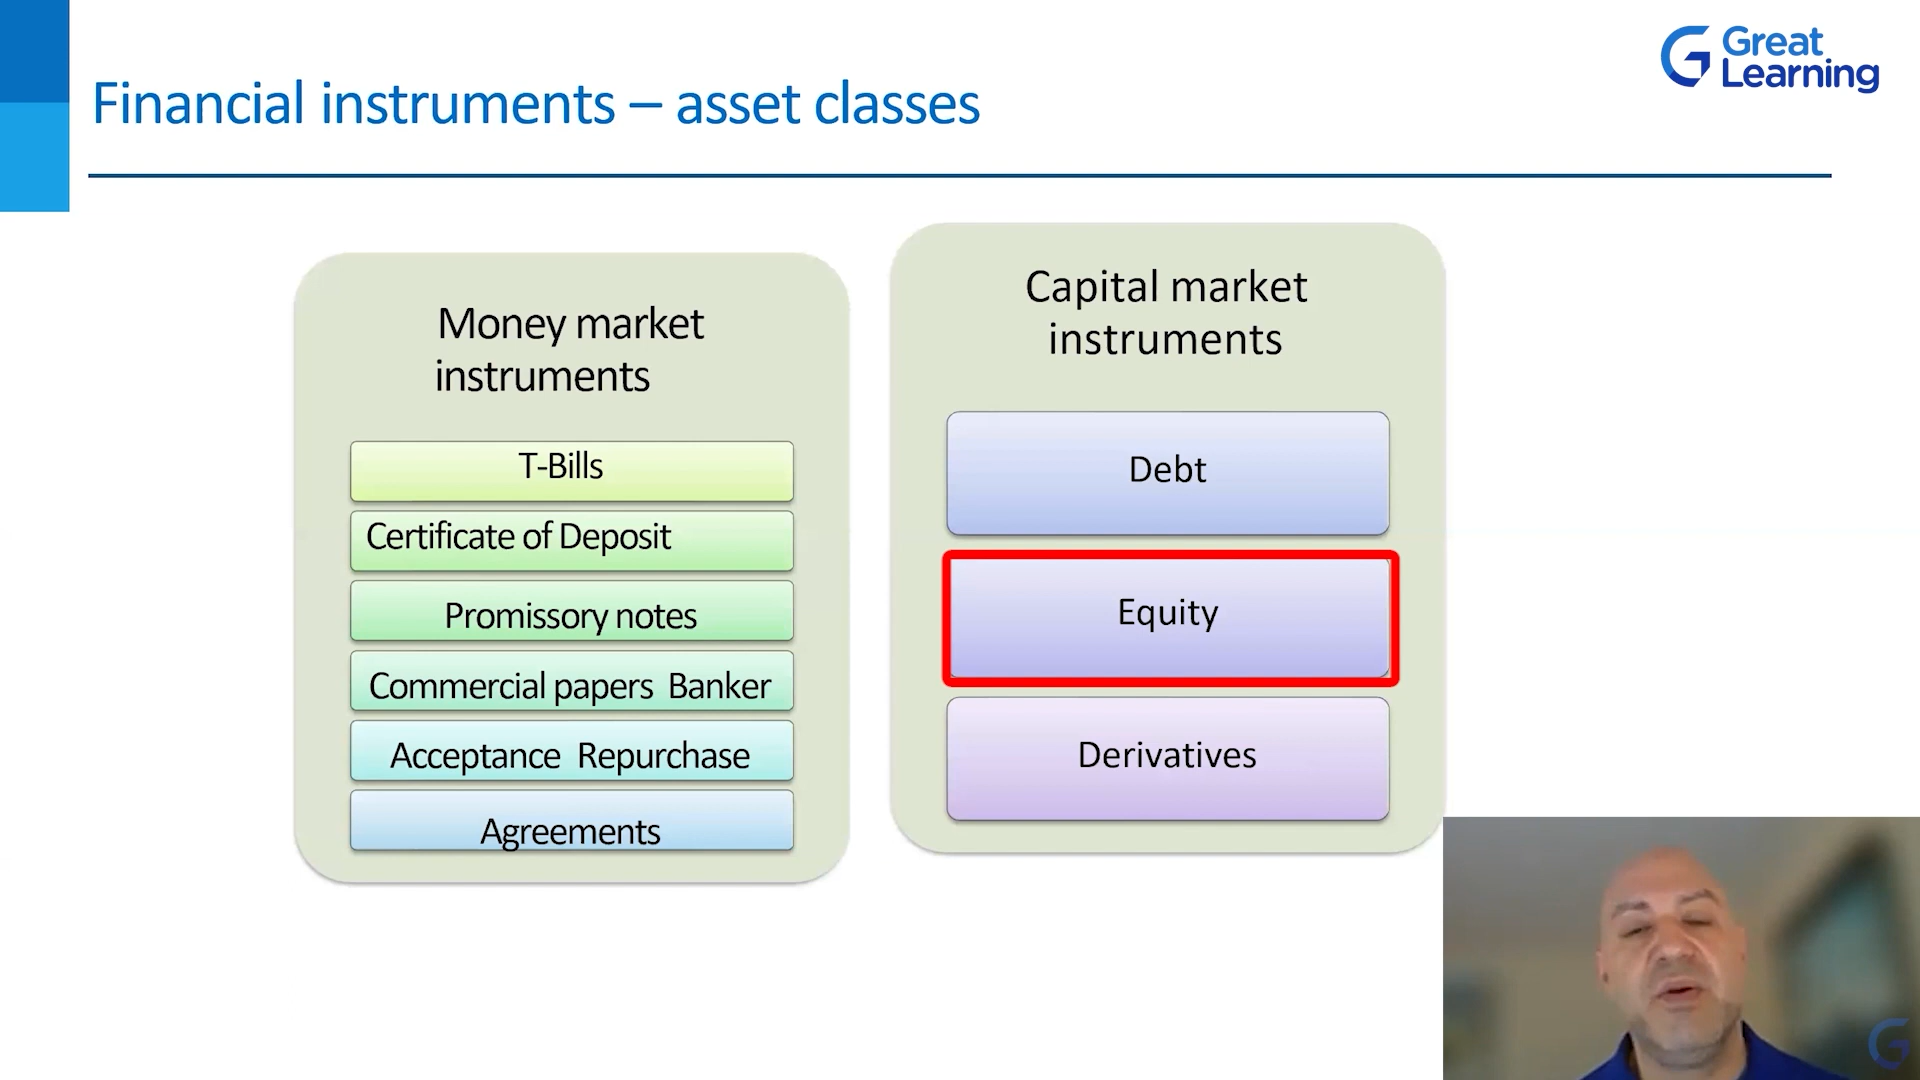 Great
Learning
Financial instruments – asset classes
Money market
instruments
T-Bills
Certificate of Deposit
Promissory notes
Commercial papers Banker
Acceptance Repurchase
Agreements
Capital market
instruments
Debt
Equity
Derivatives